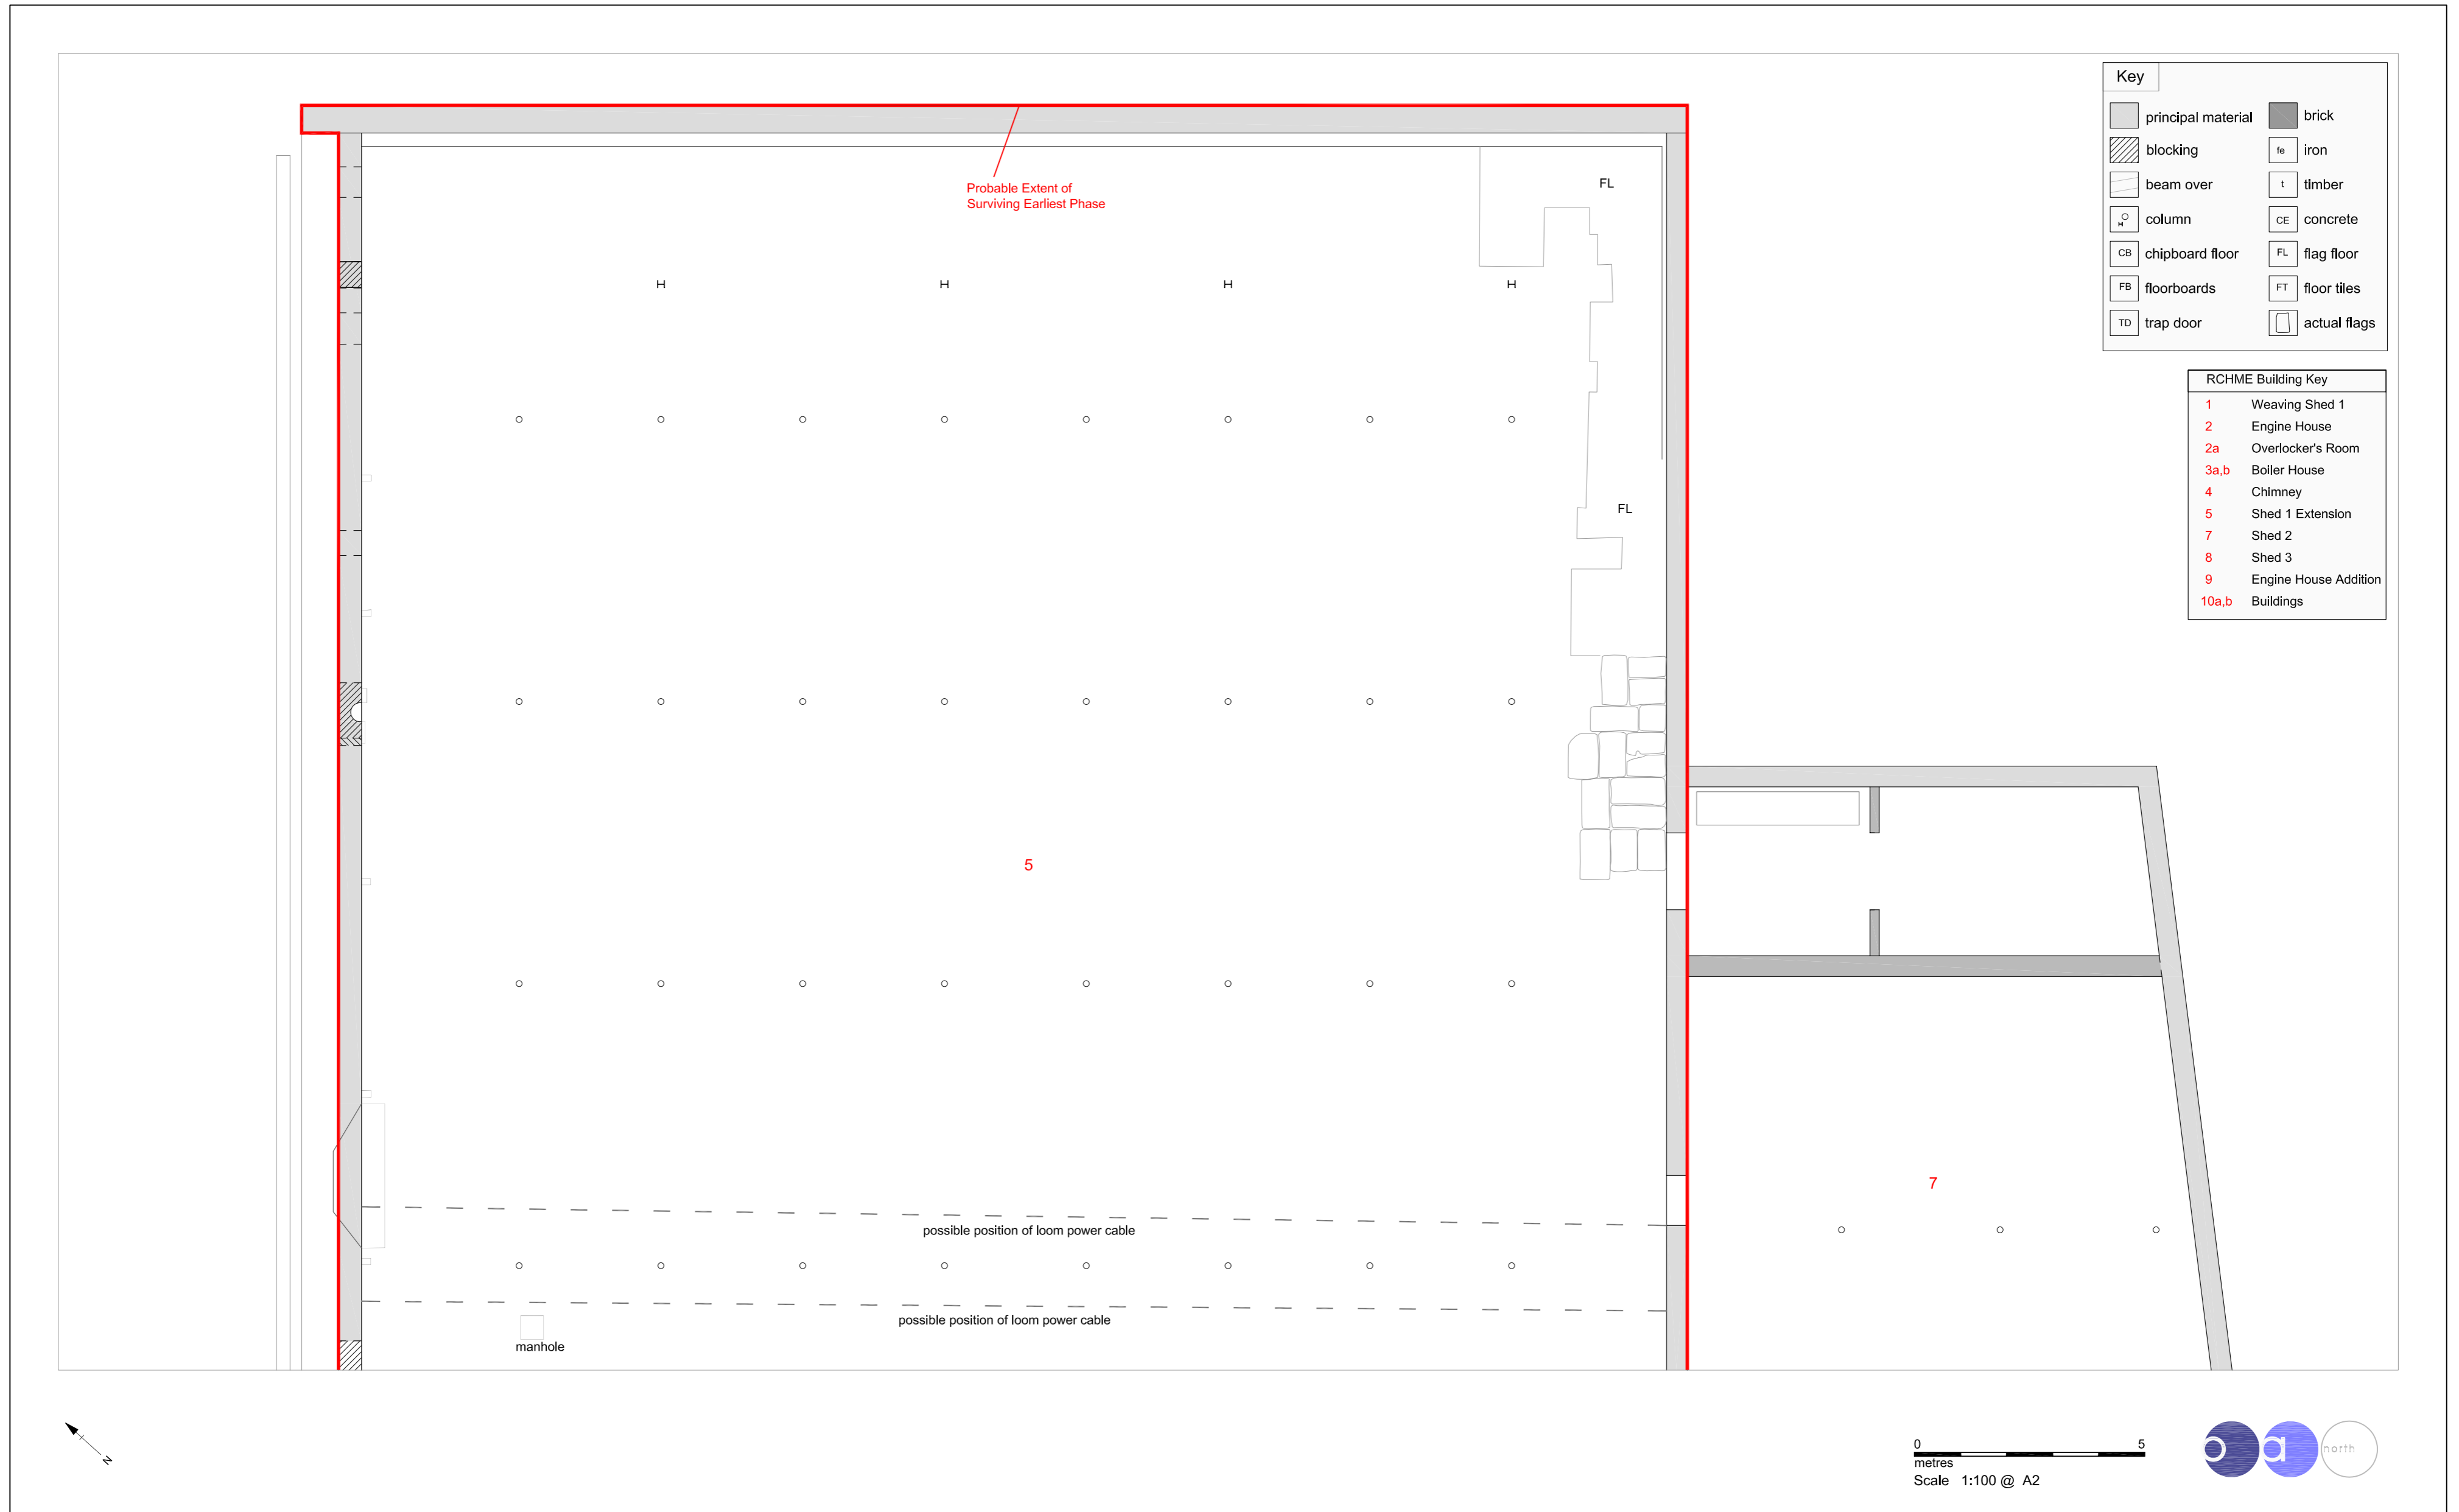 Key
principal material
brick
blocking
fe
iron
beam over
t
timber
H
column
CE
concrete
CB
chipboard floor
FL
flag floor
FB
floorboards
FT
floor tiles
TD
trap door
actual flags
RCHME Building Key
1 Weaving Shed 1
2 Engine House
2a Overlocker's Room
3a,b Boiler House
4 Chimney
5 Shed 1 Extension
7 Shed 2
8 Shed 3
9 Engine House Addition
10a,b Buildings
Probable Extent of
Surviving Earliest Phase
FL
FL
5
7
possible position of loom power cable
possible position of loom power cable
manhole
N
0 5
metres
Scale 1:100 @ A2
oa north